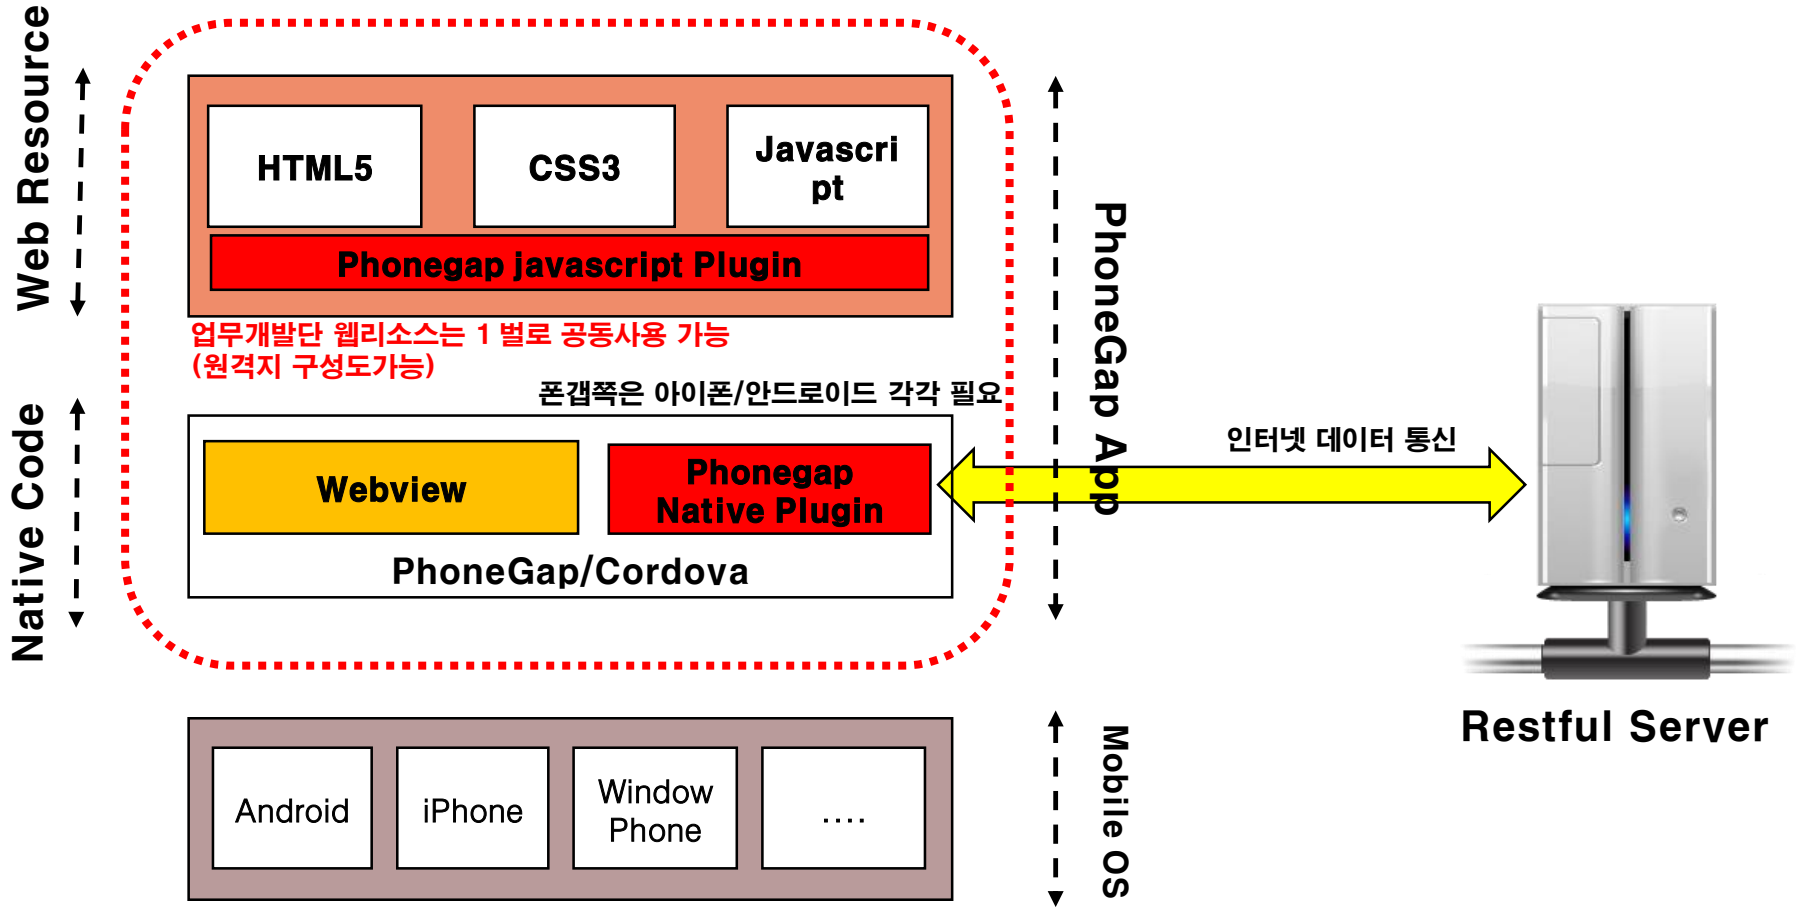 Web Resource
HTML5
CSS3
Javascri
pt
Phonegap javascript Plugin
업무개발단 웹리소스는 1 벌로 공동사용 가능
(원격지 구성도가능)
폰갭쪽은 아이폰/안드로이드 각각 필요
Native Code
Webview
Phonegap
Native Plugin
PhoneGap/Cordova
PhoneGap App
인터넷 데이터 통신
Restful Server
Android
iPhone
Window
Phone
....
Mobile OS